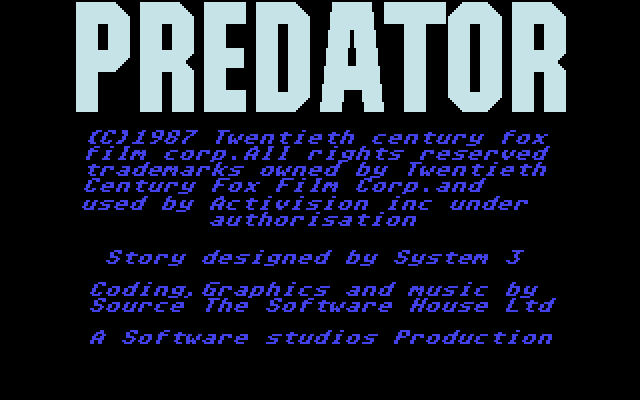 PREDATOR
(C)1987 Twentieth century fox
film corp.All rights reserved
trademarks owned by Twentieth
Century Fox Film Corp.and
used by Activision inc under
authorisation
Story designed by System 3
Coding,Graphics and music by
Source The Software House Ltd
A Software studios Production